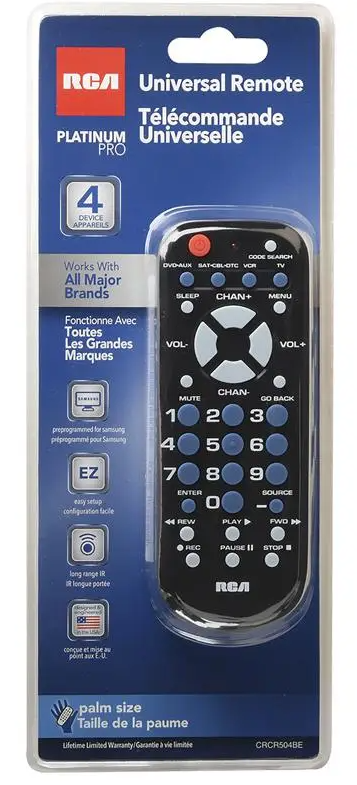 RCA
Universal Remote
Télécommande
Universelle
PLATINUM
PRO
4
DEVICE
APPAREILS
Works With
All Major
Brands
Fonctionne Avec
Toutes
Les Grandes
Marques
SAMSUNG
preprogrammed for samsung
préprogrammé pour Samsung
EZ
easy setup
configuration facile
long range IR
IR longue portée
designed &
engineered
in the USA
conçue et mise au
point aux E.-U.
palm size
Taille de la paume
Lifetime Limited Warranty/Garantie à vie limitée
CRCR504BE
CODE SEARCH
DVD•AUX SAT•CBL•DTC VCR TV
SLEEP CHAN+ MENU
VOL- VOL+
CHAN-
MUTE GO BACK
1 2 3
4 5 6
7 8 9
ENTER 0 SOURCE
–
REW PLAY FWD
REC PAUSE STOP
RCA